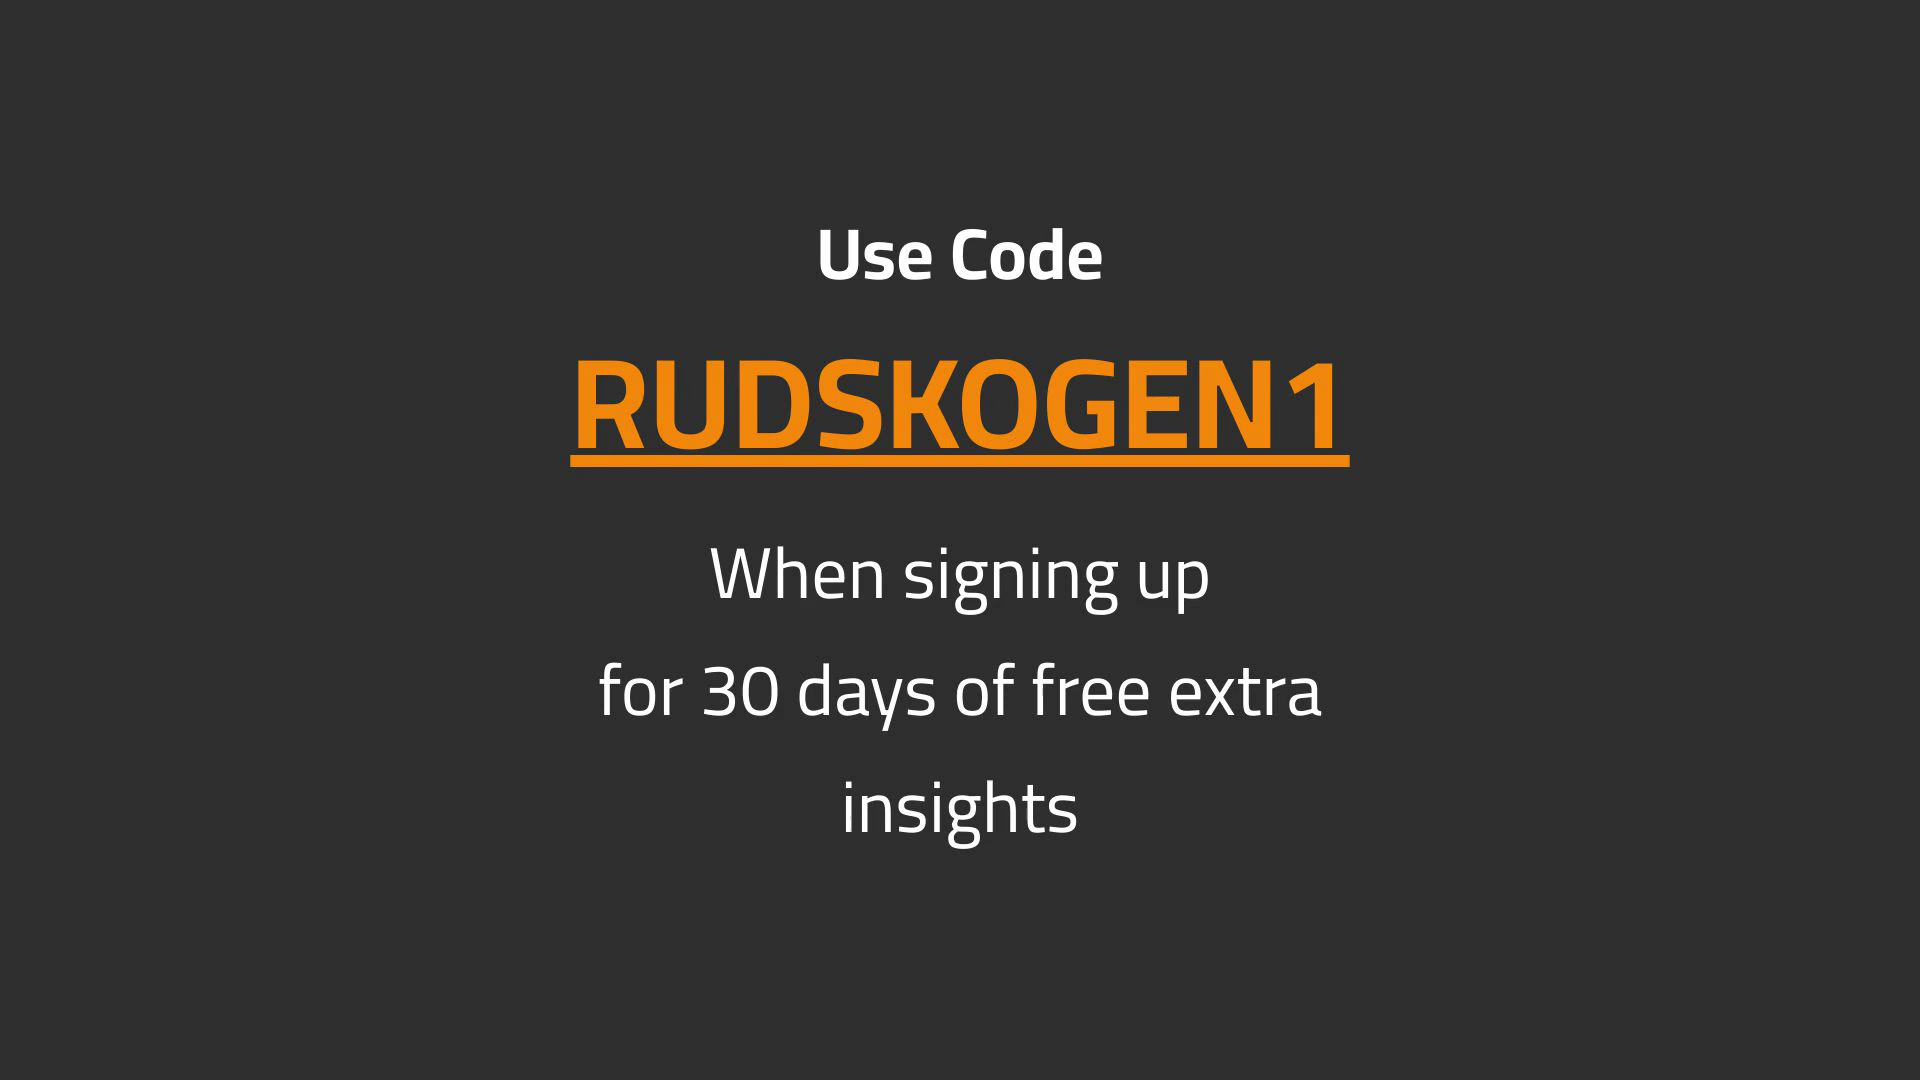 Use Code
RUDSKOGEN1
When signing up
for 30 days of free extra
insights